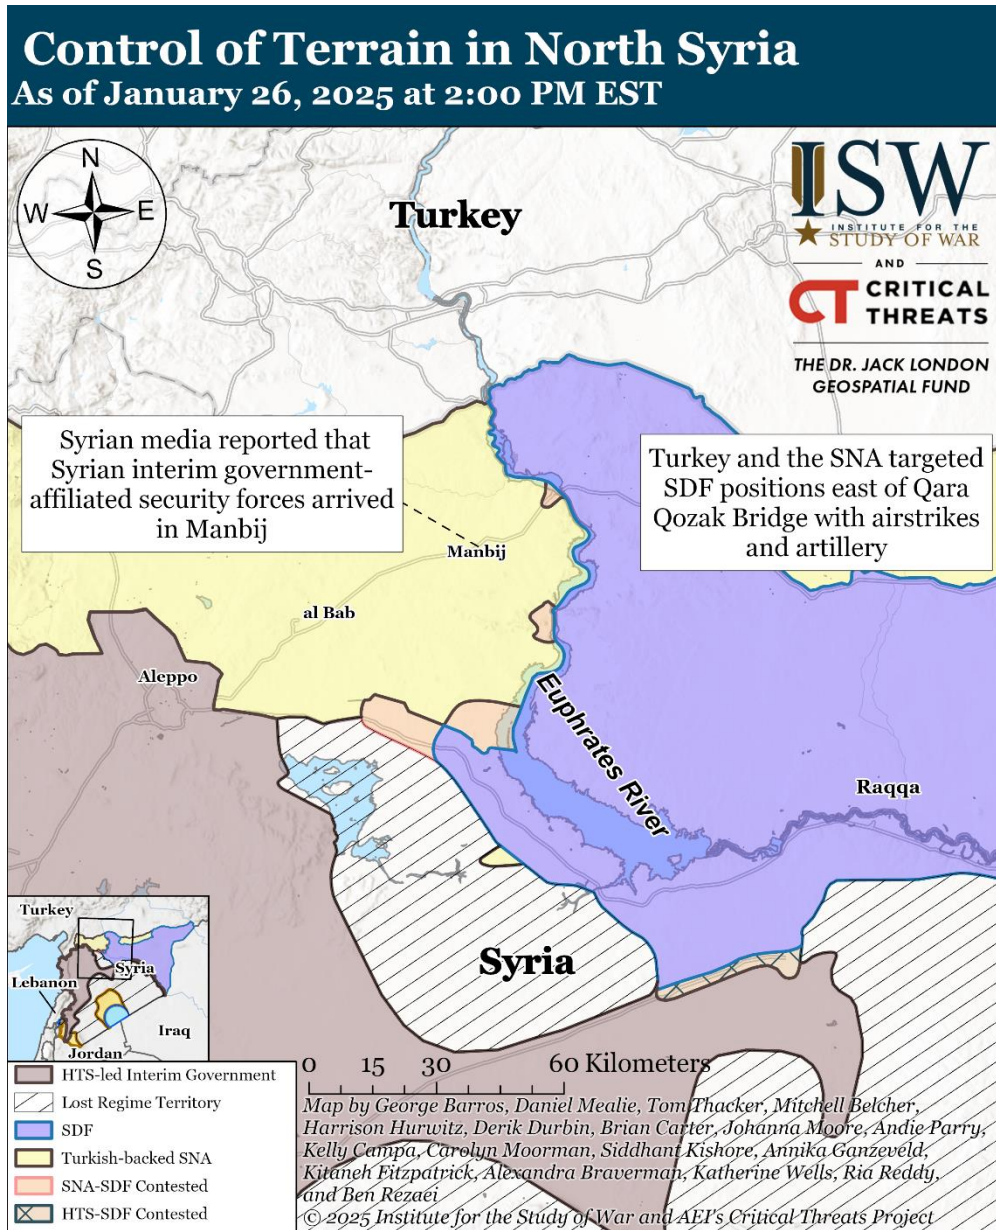 Control of Terrain in North Syria
As of January 26, 2025 at 2:00 PM EST
N
W
E
S
Turkey
ISW
INSTITUTE FOR THE
STUDY OF WAR
AND
CT CRITICAL
THREATS
THE DR. JACK LONDON
GEOSPATIAL FUND
Syrian media reported that
Syrian interim government-
affiliated security forces arrived
in Manbij
Turkey and the SNA targeted
SDF positions east of Qara
Qozak Bridge with airstrikes
and artillery
Manbij
al Bab
Aleppo
Euphrates River
Raqqa
Syria
Turkey
Syria
Lebanon
Iraq
Jordan
HTS-led Interim Government
Lost Regime Territory
SDF
Turkish-backed SNA
SNA-SDF Contested
HTS-SDF Contested
0 15 30 60 Kilometers
Map by George Barros, Daniel Mealie, Tom Thacker, Mitchell Belcher,
Harrison Hurwitz, Derik Durbin, Brian Carter, Johanna Moore, Andie Parry,
Kelly Campa, Carolyn Moorman, Siddhant Kishore, Annika Ganzeveld,
Kitaneh Fitzpatrick, Alexandra Braverman, Katherine Wells, Ria Reddy,
and Ben Rezaei
© 2025 Institute for the Study of War and AEI's Critical Threats Project